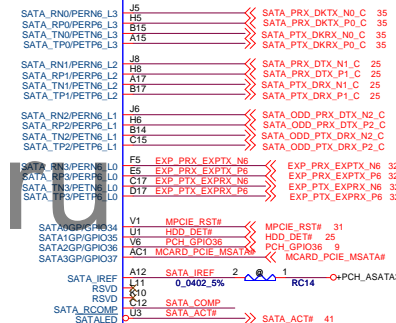 SATA_RN0/PERN6_L3 J5 SATA_PRX_DKTX_N0_C 35
SATA_RP0/PERP6_L3 H5 SATA_PRX_DKTX_P0_C 35
SATA_TN0/PETN6_L3 B15 SATA_PTX_DKRX_N0_C 35
SATA_TP0/PETP6_L3 A15 SATA_PTX_DKRX_P0_C 35
SATA_RN1/PERN6_L2 J8 SATA_PRX_DTX_N1_C 25
SATA_RP1/PERP6_L2 H8 SATA_PRX_DTX_P1_C 25
SATA_TN1/PETN6_L2 A17 SATA_PTX_DRX_N1_C 25
SATA_TP1/PETP6_L2 B17 SATA_PTX_DRX_P1_C 25
SATA_RN2/PERN6_L1 J6 SATA_ODD_PRX_DTX_N2_C
SATA_RP2/PERP6_L1 H6 SATA_ODD_PRX_DTX_P2_C
SATA_TN2/PETN6_L1 B14 SATA_ODD_PTX_DRX_N2_C
SATA_TP2/PETP6_L1 C15 SATA_ODD_PTX_DRX_P2_C
SATA_RN3/PERN6_L0 F5 EXP_PRX_EXPTX_N6 EXP_PRX_EXPTX_N6 32
SATA_RP3/PERP6_L0 E5 EXP_PRX_EXPTX_P6 EXP_PRX_EXPTX_P6 32
SATA_TN3/PETN6_L0 C17 EXP_PTX_EXPRX_N6 EXP_PTX_EXPRX_N6 32
SATA_TP3/PETP6_L0 D17 EXP_PTX_EXPRX_P6 EXP_PTX_EXPRX_P6 32
ru
SATA0GP/GPIO34 V1 MPCIE_RST# MPCIE_RST# 31
SATA1GP/GPIO35 U1 HDD_DET# HDD_DET# 25
SATA2GP/GPIO36 V6 PCH_GPIO36 PCH_GPIO36 9
SATA3GP/GPIO37 AC1 MCARD_PCIE_MSATA# MCARD_PCIE_MSATA#
SATA_IREF A12 SATA_IREF 2 @ 1 +PCH_ASATA3
RSVD L11 0_0402_5% RC14
RSVD K10
SATA_RCOMP C12 SATA_COMP
SATALED U3 SATA_ACT# SATA_ACT# 41